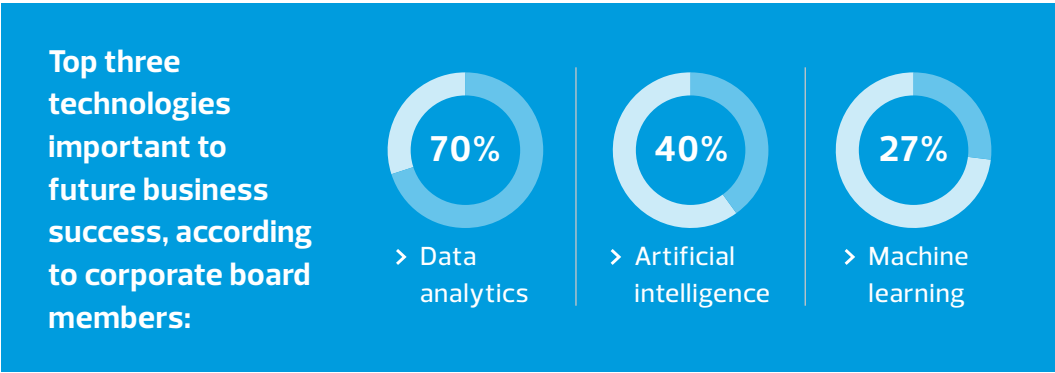 Top three
technologies
important to
future business
success, according
to corporate board
members:
70%
> Data
analytics
40%
> Artificial
intelligence
27%
> Machine
learning